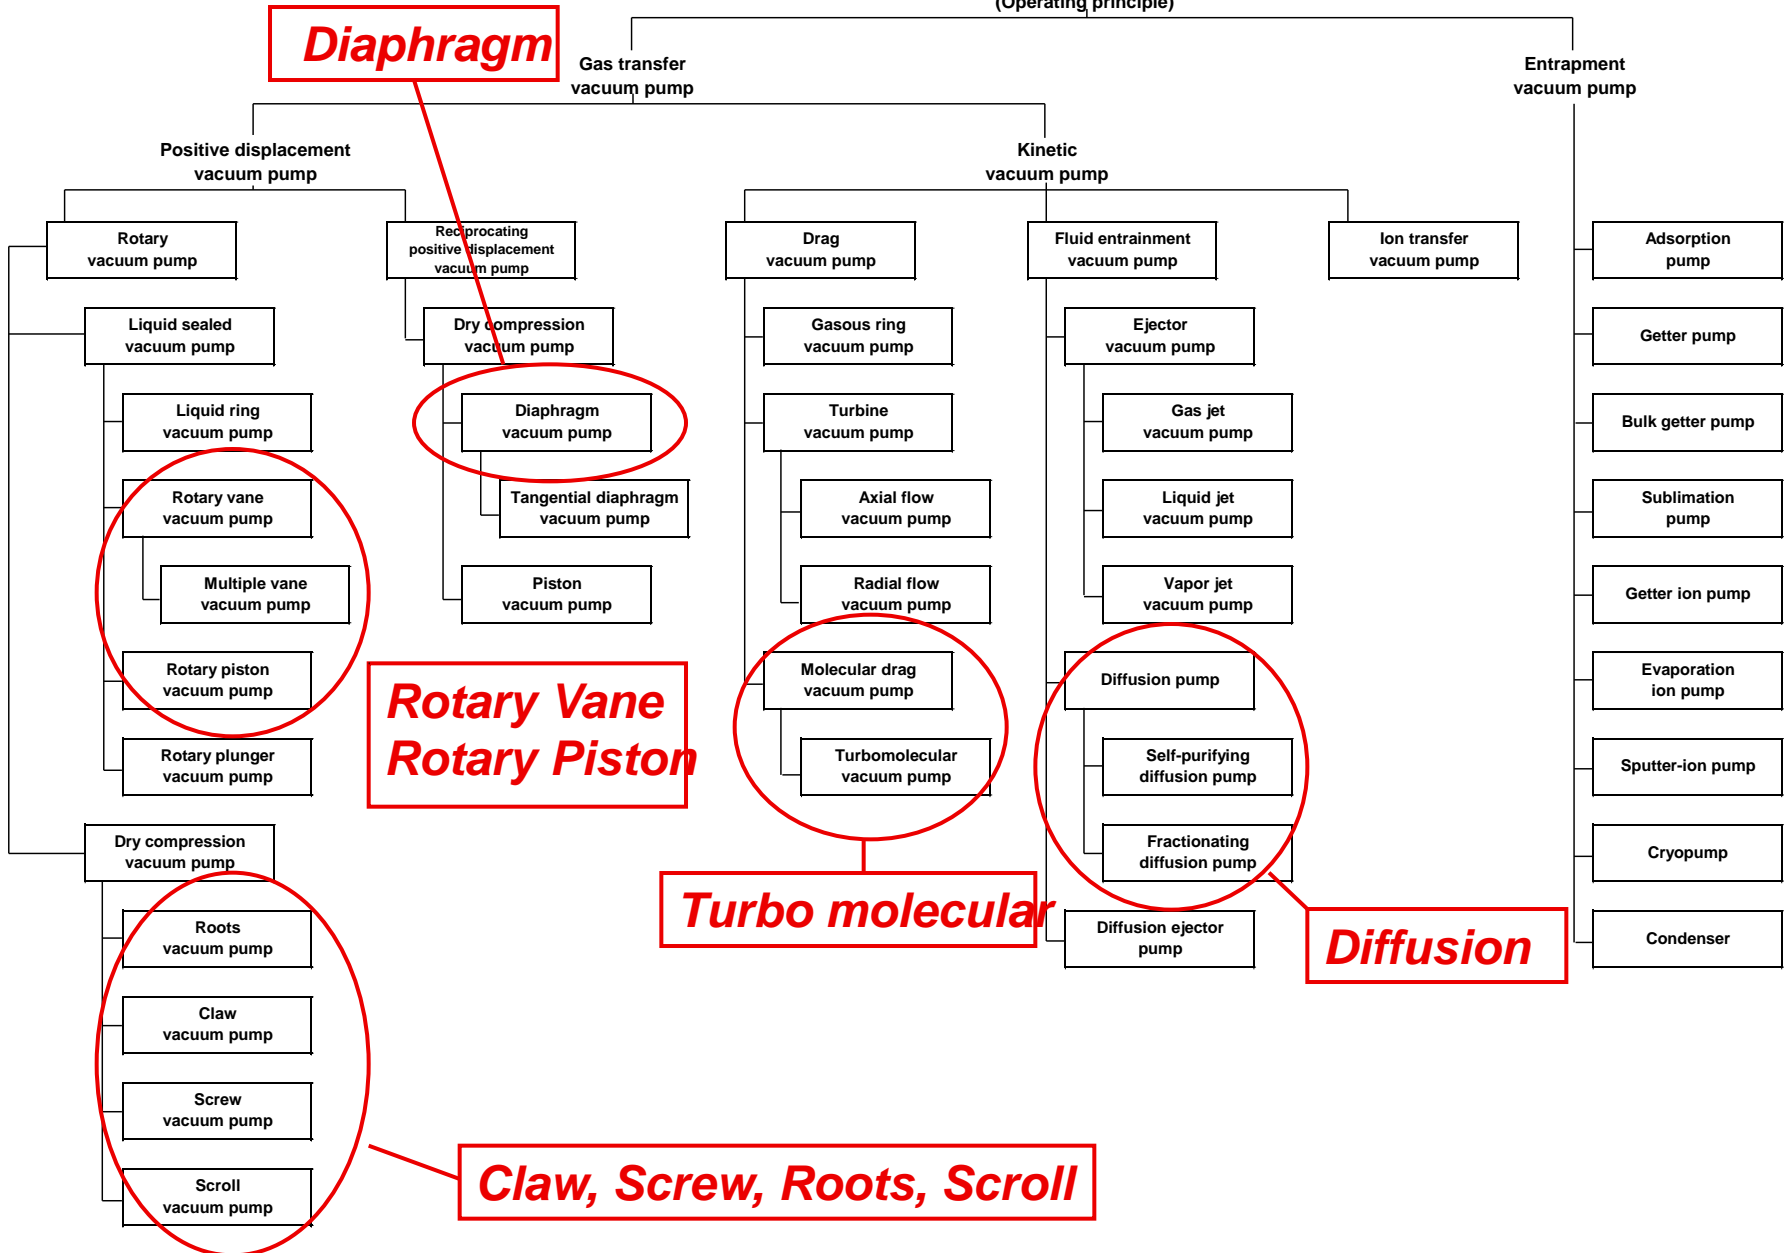 (Operating principle)
Diaphragm
Gas transfer
vacuum pump
Entrapment
vacuum pump
Positive displacement
vacuum pump
Kinetic
vacuum pump
Rotary
vacuum pump
Reciprocating
positive displacement
vacuum pump
Drag
vacuum pump
Fluid entrainment
vacuum pump
Ion transfer
vacuum pump
Adsorption
pump
Liquid sealed
vacuum pump
Dry compression
vacuum pump
Gasous ring
vacuum pump
Ejector
vacuum pump
Getter pump
Liquid ring
vacuum pump
Diaphragm
vacuum pump
Turbine
vacuum pump
Gas jet
vacuum pump
Bulk getter pump
Rotary vane
vacuum pump
Tangential diaphragm
vacuum pump
Axial flow
vacuum pump
Liquid jet
vacuum pump
Sublimation
pump
Multiple vane
vacuum pump
Piston
vacuum pump
Radial flow
vacuum pump
Vapor jet
vacuum pump
Getter ion pump
Rotary piston
vacuum pump
Rotary Vane
Rotary Piston
Molecular drag
vacuum pump
Diffusion pump
Evaporation
ion pump
Rotary plunger
vacuum pump
Turbomolecular
vacuum pump
Self-purifying
diffusion pump
Sputter-ion pump
Dry compression
vacuum pump
Fractionating
diffusion pump
Cryopump
Turbo molecular
Roots
vacuum pump
Diffusion ejector
pump
Diffusion
Condenser
Claw
vacuum pump
Screw
vacuum pump
Claw, Screw, Roots, Scroll
Scroll
vacuum pump